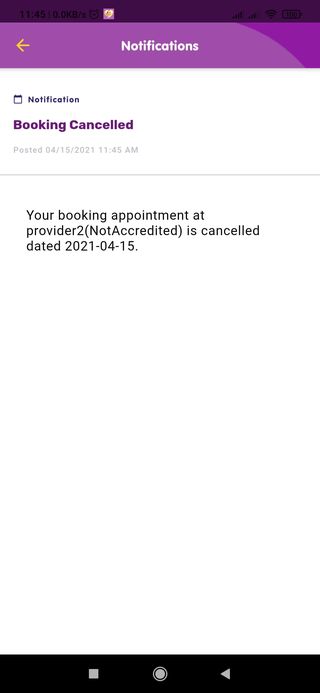 11:45 | 0.0KB/s
Notifications
Notification
Booking Cancelled
Posted 04/15/2021 11:45 AM
Your booking appointment at
provider2(NotAccredited) is cancelled
dated 2021-04-15.